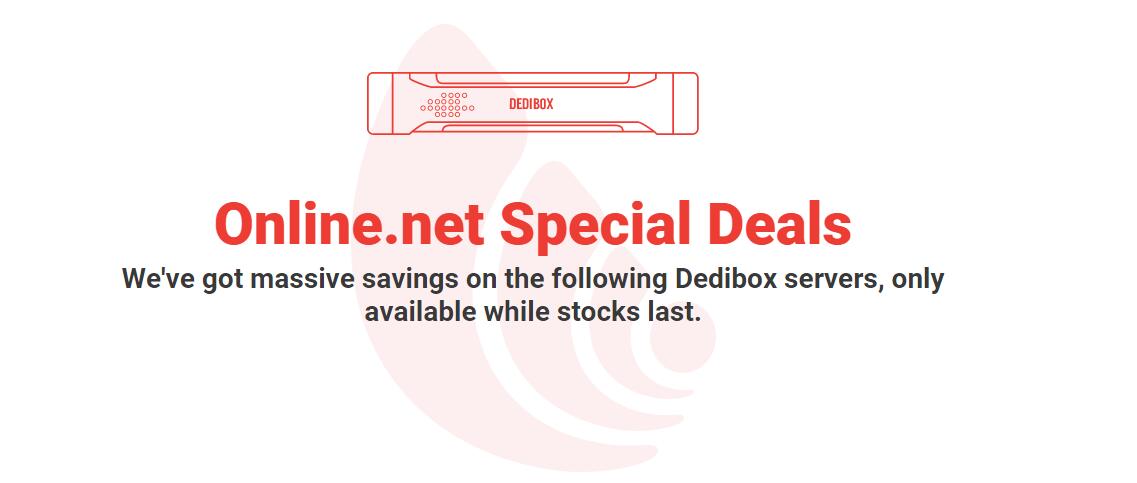 DEDIBOX
Online.net Special Deals
We've got massive savings on the following Dedibox servers, only
available while stocks last.